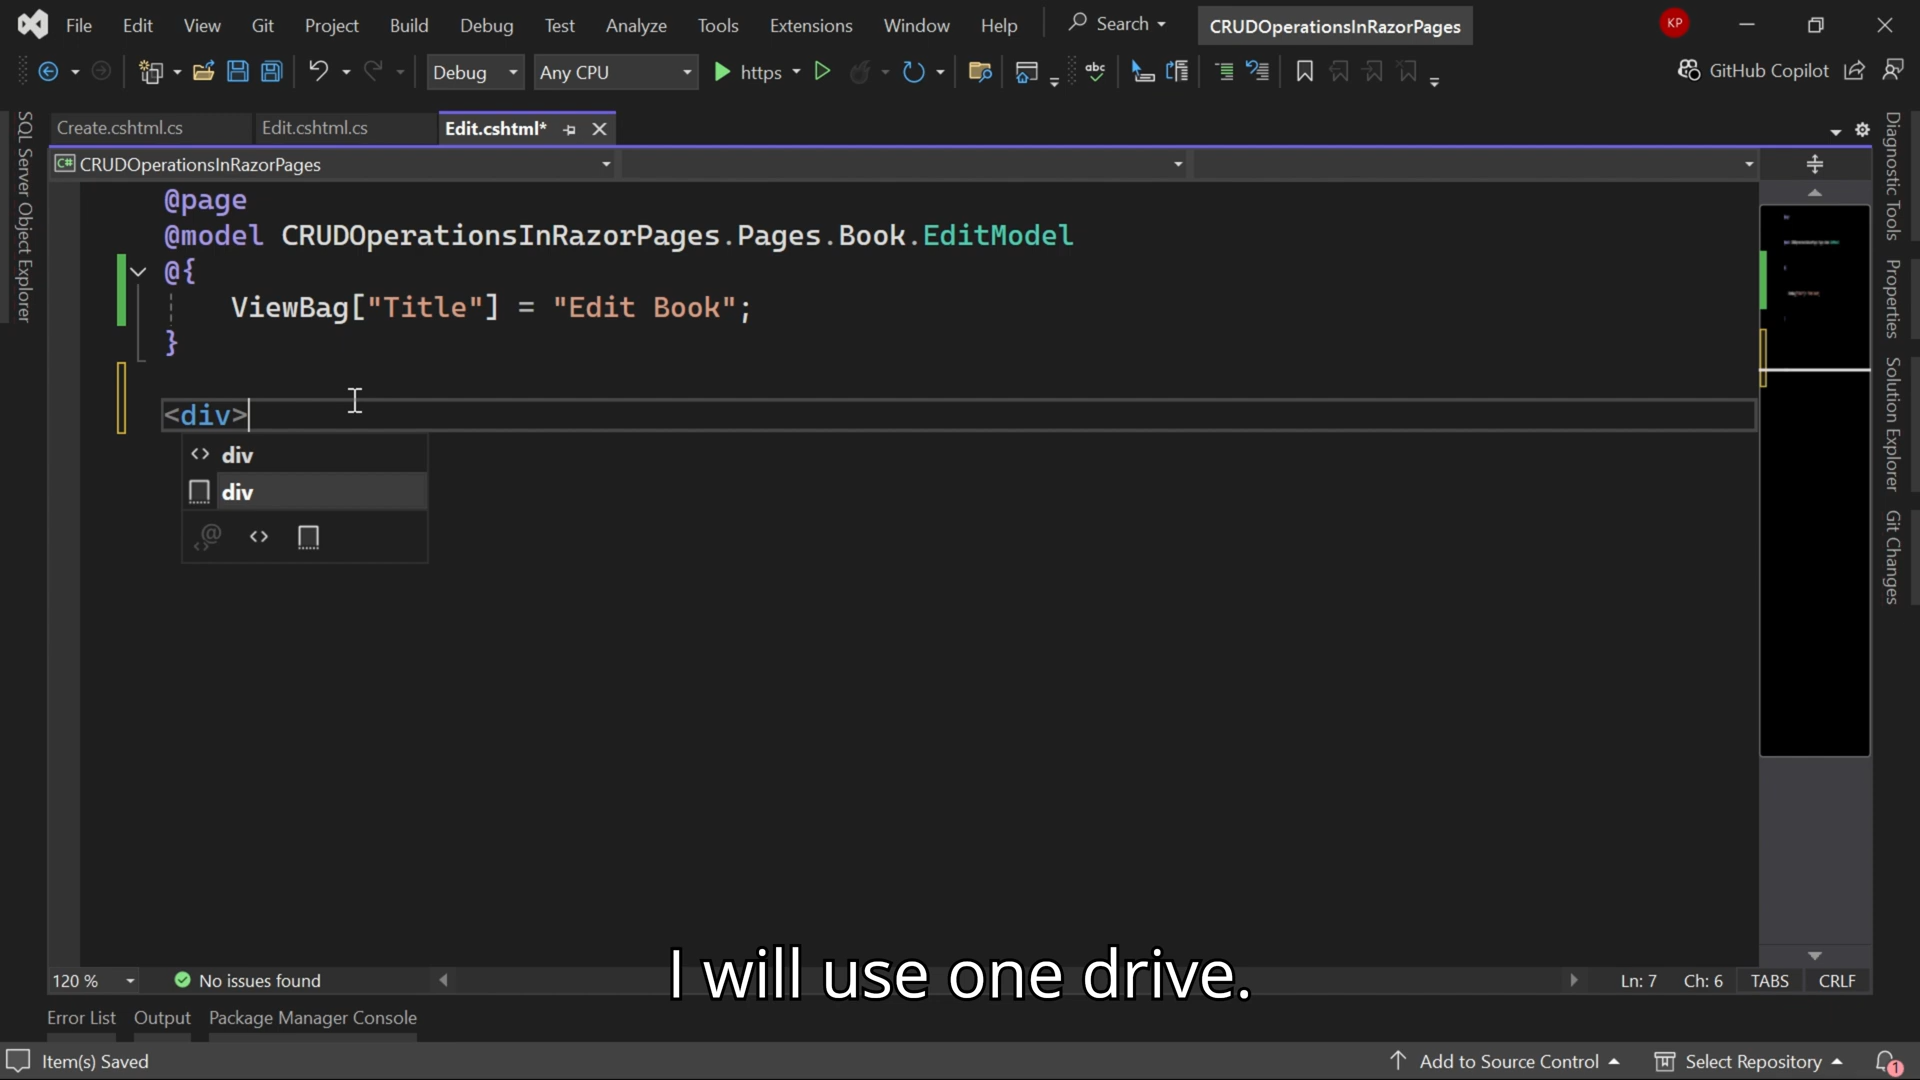 File Edit View Git Project Build Debug Test Analyze Tools Extensions Window Help Search CRUDOperationsInRazorPages KP
Debug Any CPU https abc GitHub Copilot
Create.cshtml.cs Edit.cshtml.cs Edit.cshtml*
C# CRUDOperationsInRazorPages
@page
@model CRUDOperationsInRazorPages.Pages.Book.EditModel
@{
ViewBag["Title"] = "Edit Book";
}
<div>
div
div
SQL Server Object Explorer
Diagnostic Tools
Properties
Solution Explorer
Git Changes
I will use one drive.
120 % No issues found Ln: 7 Ch: 6 TABS CRLF
Error List Output Package Manager Console
Item(s) Saved Add to Source Control Select Repository 1